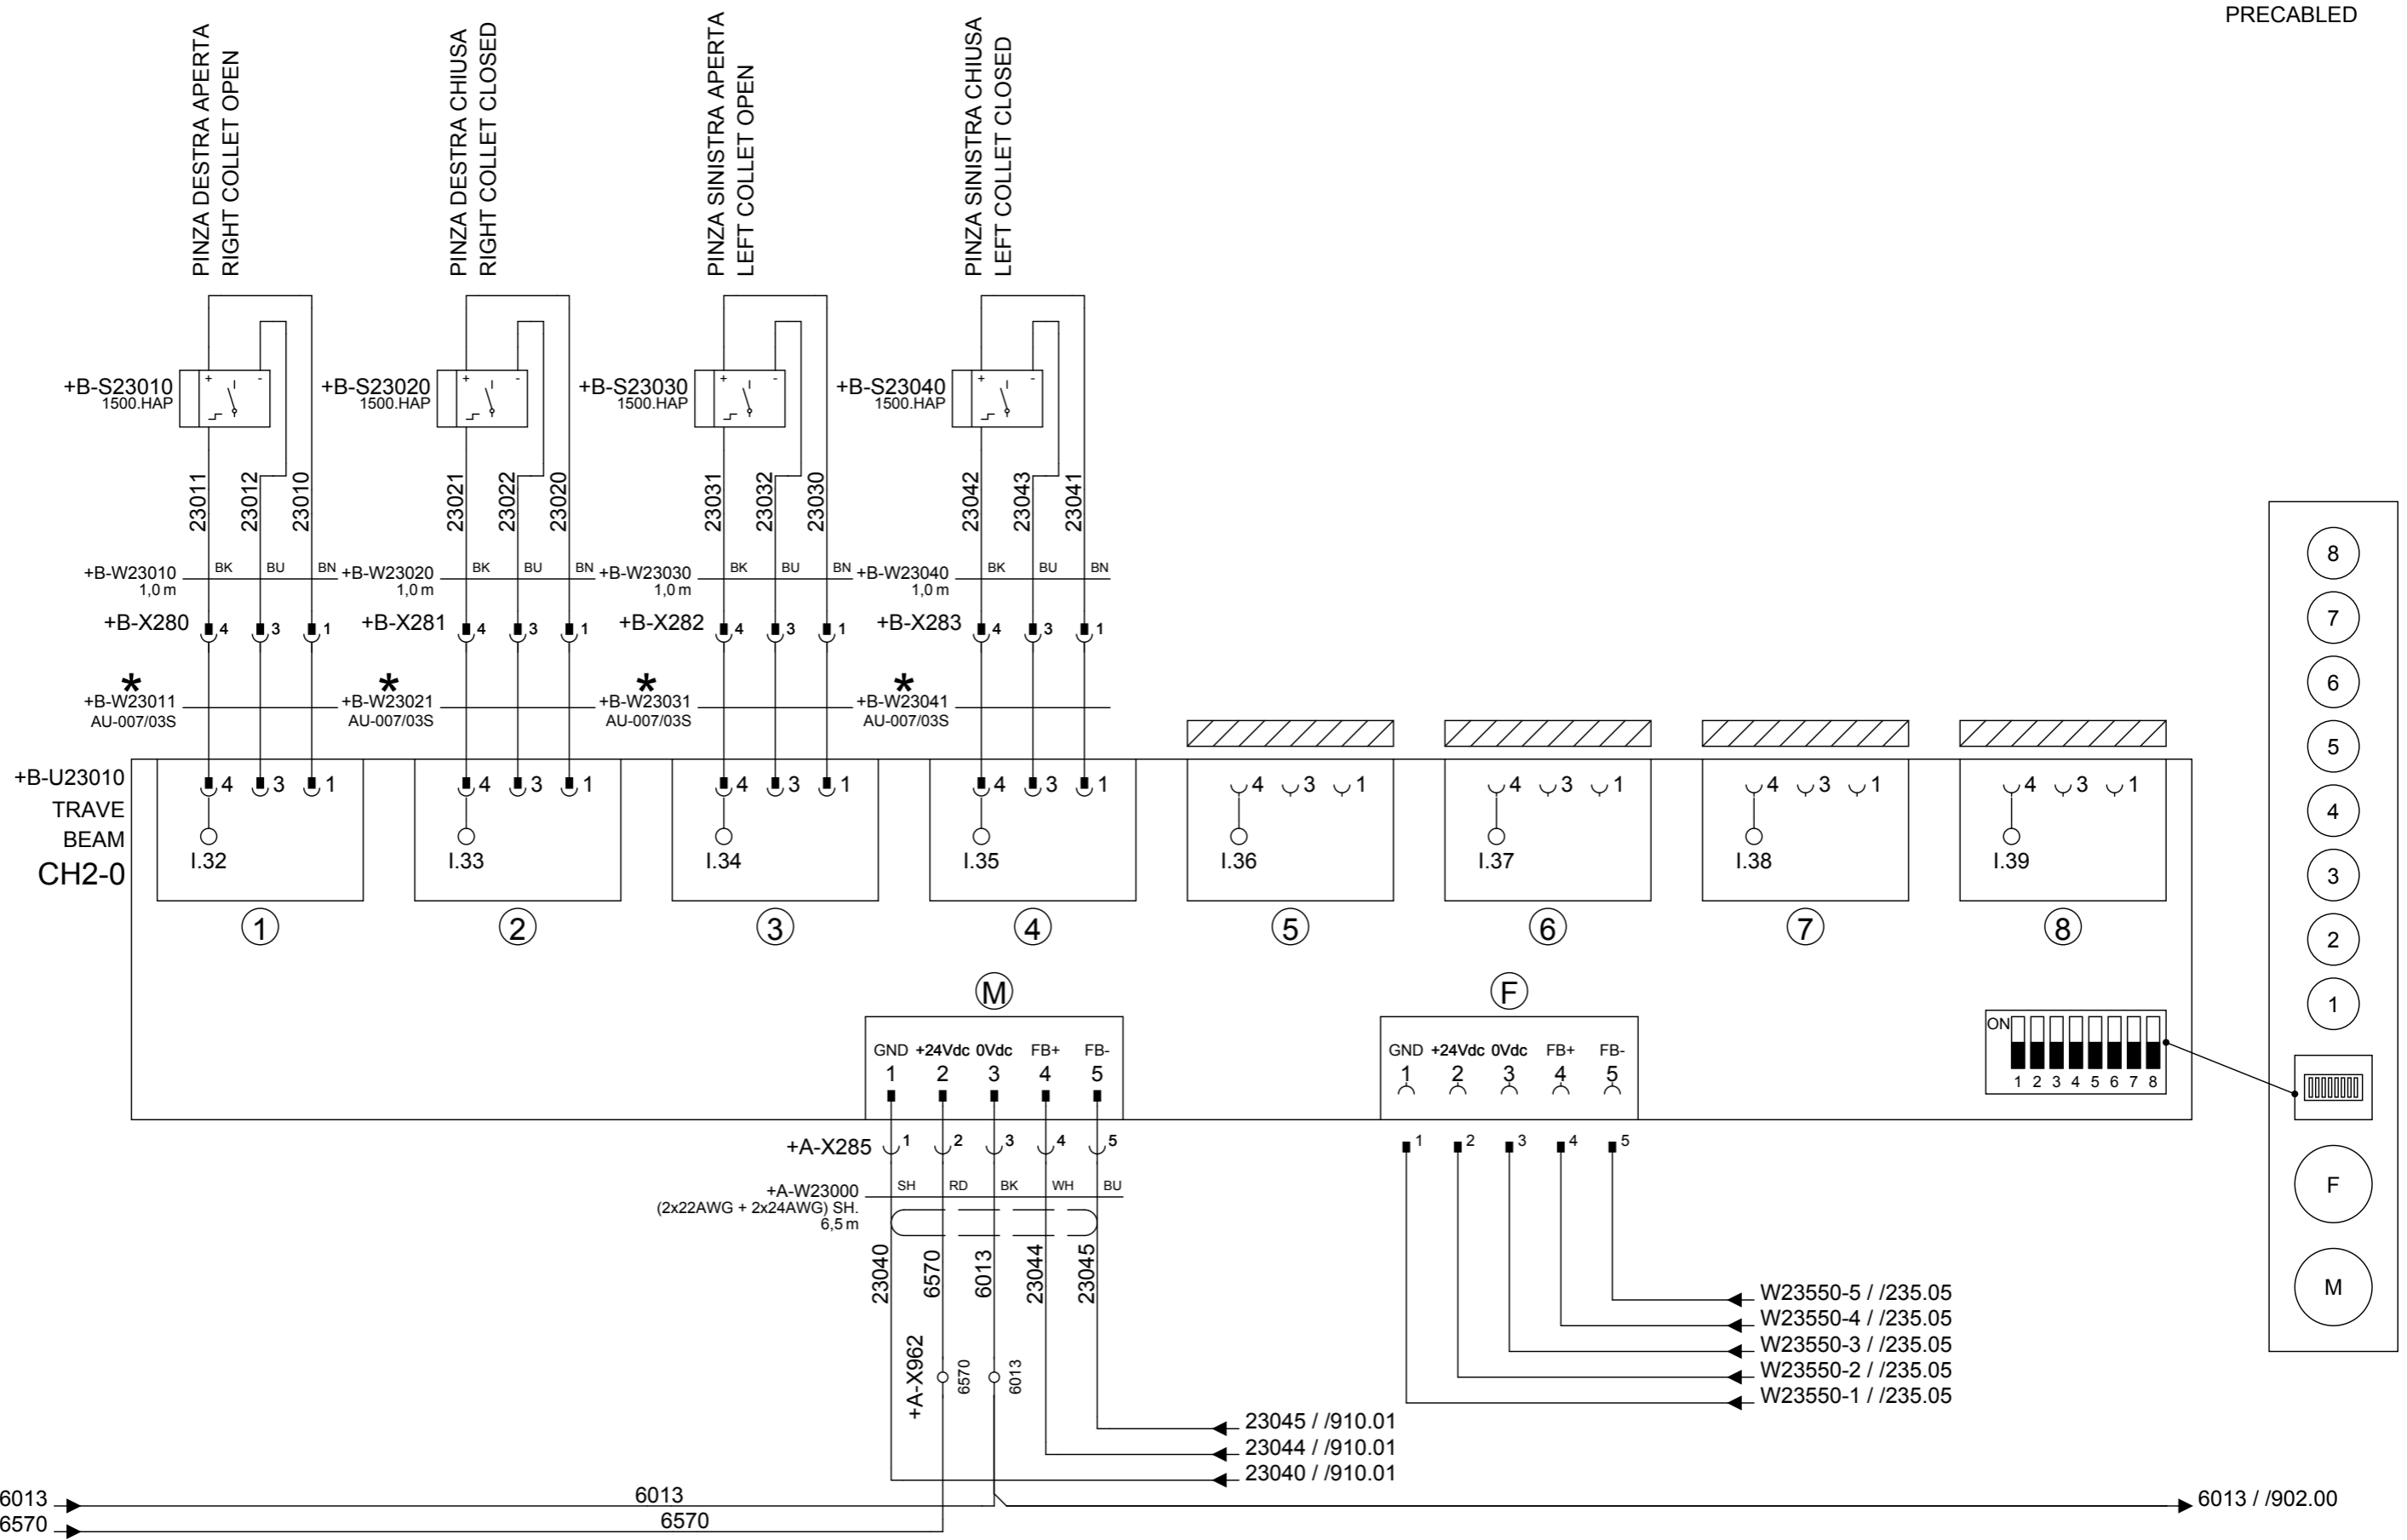 PRECABLED
PINZA DESTRA APERTA
RIGHT COLLET OPEN
PINZA DESTRA CHIUSA
RIGHT COLLET CLOSED
PINZA SINISTRA APERTA
LEFT COLLET OPEN
PINZA SINISTRA CHIUSA
LEFT COLLET CLOSED
+B-S23010
1500.HAP
+ -
+B-S23020
1500.HAP
+ -
+B-S23030
1500.HAP
+ -
+B-S23040
1500.HAP
+ -
23011 23012 23010
23021 23022 23020
23031 23032 23030
23042 23043 23041
+B-W23010 BK BU BN
1,0 m
+B-W23020 BK BU BN
1,0 m
+B-W23030 BK BU BN
1,0 m
+B-W23040 BK BU BN
1,0 m
+B-X280 4 3 1
+B-X281 4 3 1
+B-X282 4 3 1
+B-X283 4 3 1
*
+B-W23011
AU-007/03S
*
+B-W23021
AU-007/03S
*
+B-W23031
AU-007/03S
*
+B-W23041
AU-007/03S
+B-U23010
TRAVE
BEAM
CH2-0
4 3 1
I.32
1
4 3 1
I.33
2
4 3 1
I.34
3
4 3 1
I.35
4
4 3 1
I.36
5
4 3 1
I.37
6
4 3 1
I.38
7
4 3 1
I.39
8
M
GND +24Vdc 0Vdc FB+ FB-
1 2 3 4 5
F
GND +24Vdc 0Vdc FB+ FB-
1 2 3 4 5
ON
1 2 3 4 5 6 7 8
+A-X285 1 2 3 4 5
1 2 3 4 5
+A-W23000 SH RD BK WH BU
(2x22AWG + 2x24AWG) SH.
6,5 m
23040 6570 6013 23044 23045
+A-X962 6570 6013
W23550-5 / /235.05
W23550-4 / /235.05
W23550-3 / /235.05
W23550-2 / /235.05
W23550-1 / /235.05
23045 / /910.01
23044 / /910.01
23040 / /910.01
6013 6013 6013 / /902.00
6570 6570
8
7
6
5
4
3
2
1
F
M